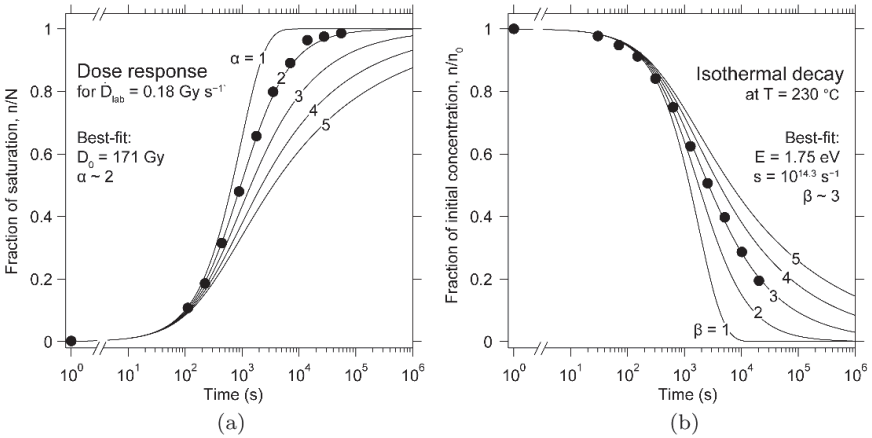 1
0.8
0.6
0.4
0.2
0
Fraction of saturation, n/N
Dose response
for Ḋlab = 0.18 Gy s⁻¹
Best-fit:
D₀ = 171 Gy
α ~ 2
α = 1
2
3
4
5
10⁰ 10¹ 10² 10³ 10⁴ 10⁵ 10⁶
Time (s)
(a)
1
0.8
0.6
0.4
0.2
0
Fraction of initial concentration, n/n₀
Isothermal decay
at T = 230 °C
Best-fit:
E = 1.75 eV
s = 10¹⁴·³ s⁻¹
β ~ 3
5
4
3
2
β = 1
10⁰ 10¹ 10² 10³ 10⁴ 10⁵ 10⁶
Time (s)
(b)